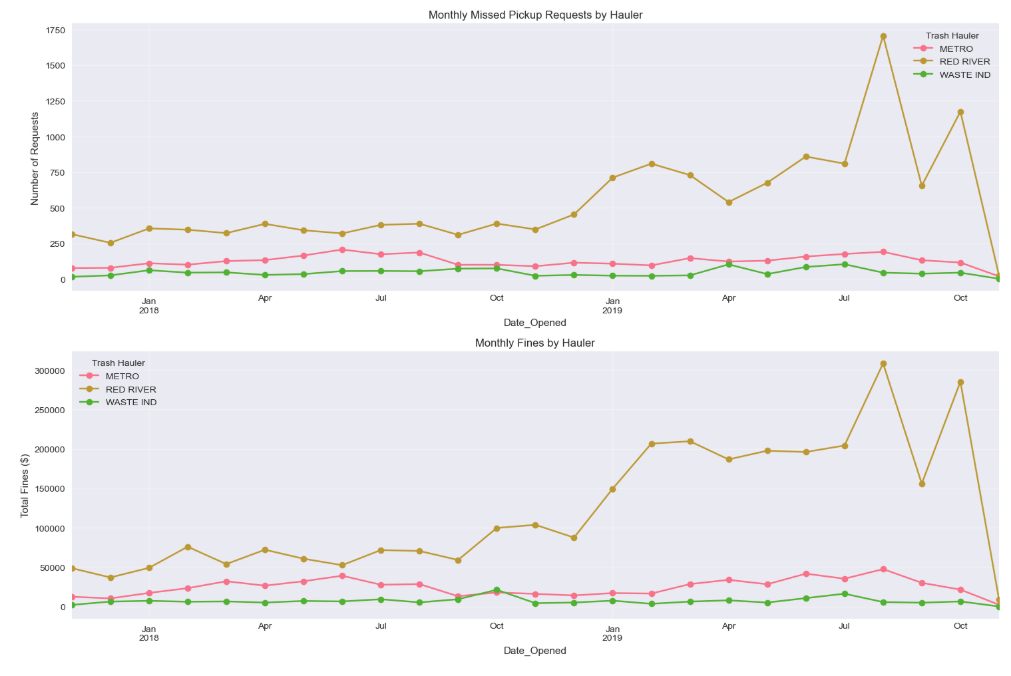 Monthly Missed Pickup Requests by Hauler
Number of Requests
1750
1500
1250
1000
750
500
250
0
Trash Hauler
METRO
RED RIVER
WASTE IND
Jan
2018
Apr
Jul
Oct
Jan
2019
Apr
Jul
Oct
Date_Opened
Monthly Fines by Hauler
Total Fines ($)
300000
250000
200000
150000
100000
50000
0
Trash Hauler
METRO
RED RIVER
WASTE IND
Jan
2018
Apr
Jul
Oct
Jan
2019
Apr
Jul
Oct
Date_Opened